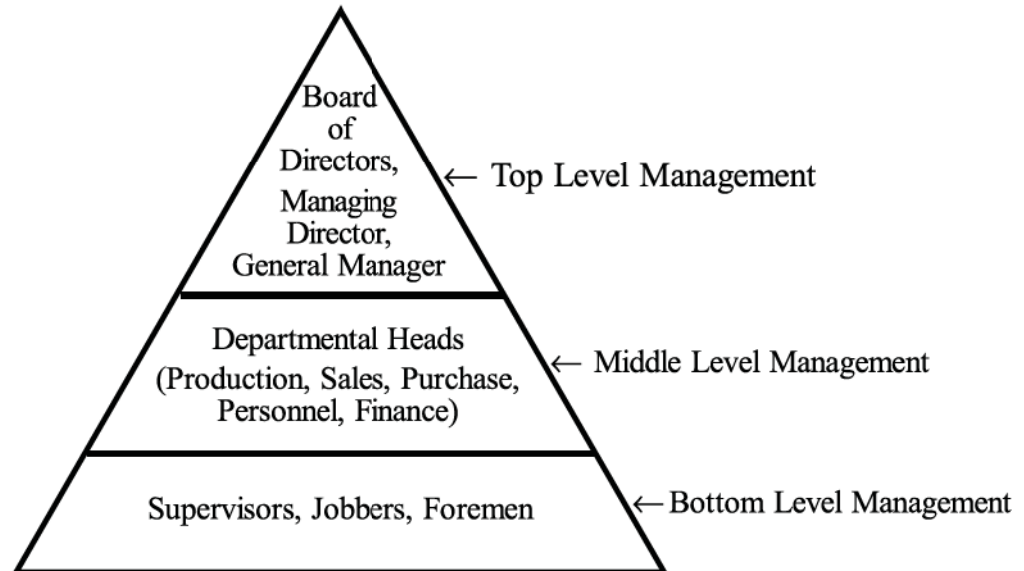 Board
of
Directors,
Managing
Director,
General Manager
← Top Level Management
Departmental Heads
(Production, Sales, Purchase,
Personnel, Finance)
← Middle Level Management
Supervisors, Jobbers, Foremen
← Bottom Level Management